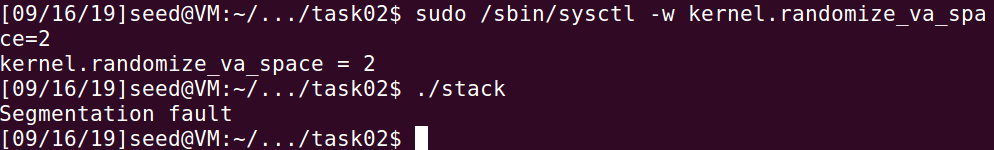 [09/16/19]seed@VM:~/.../task02$ sudo /sbin/sysctl -w kernel.randomize_va_spa
ce=2
kernel.randomize_va_space = 2
[09/16/19]seed@VM:~/.../task02$ ./stack
Segmentation fault
[09/16/19]seed@VM:~/.../task02$